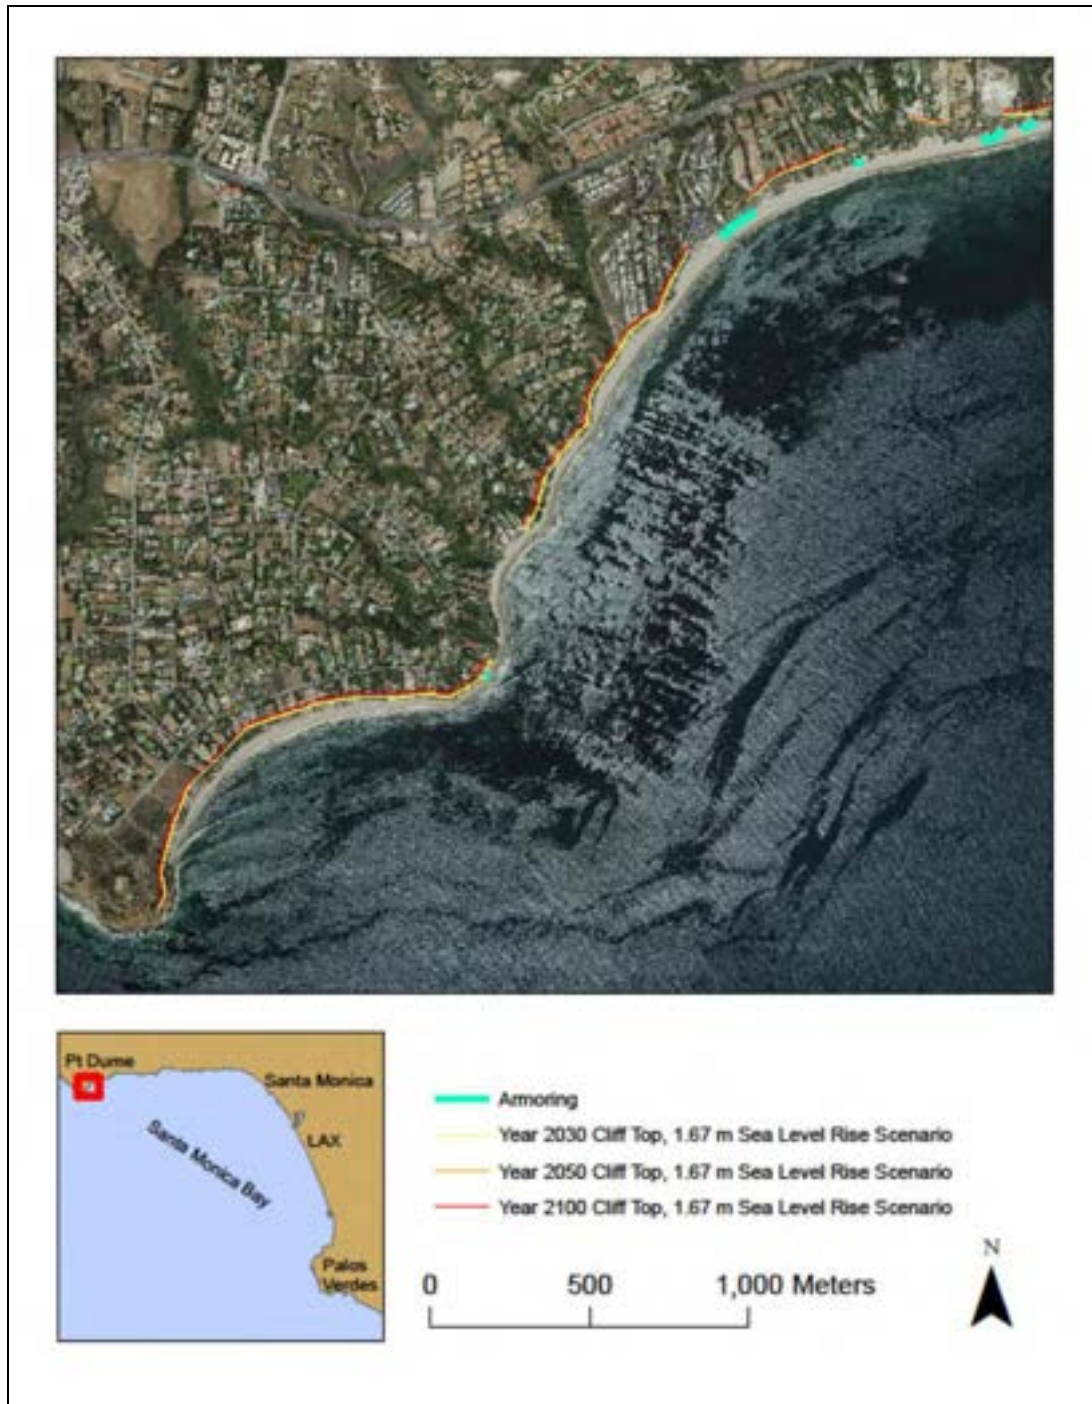 Pt Dume
Santa Monica
LAX
Santa Monica Bay
Palos
Verdes
Armoring
Year 2030 Cliff Top, 1.67 m Sea Level Rise Scenario
Year 2050 Cliff Top, 1.67 m Sea Level Rise Scenario
Year 2100 Cliff Top, 1.67 m Sea Level Rise Scenario
0 500 1,000 Meters
N